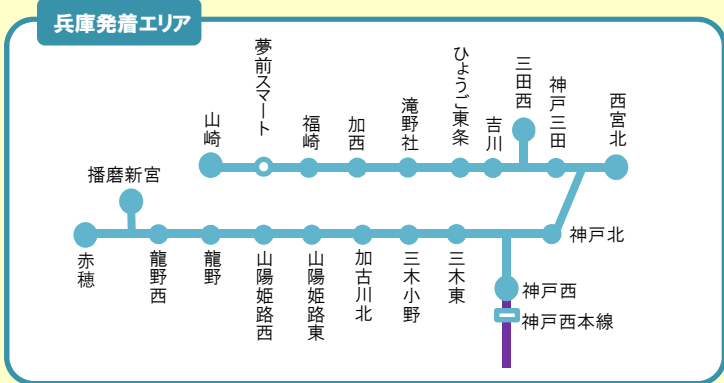 兵庫発着エリア
山崎
夢前スマート
福崎
加西
滝野社
ひょうご東条
吉川
三田西
神戸三田
西宮北
播磨新宮
赤穂
龍野西
龍野
山陽姫路西
山陽姫路東
加古川北
三木小野
三木東
神戸北
神戸西
神戸西本線